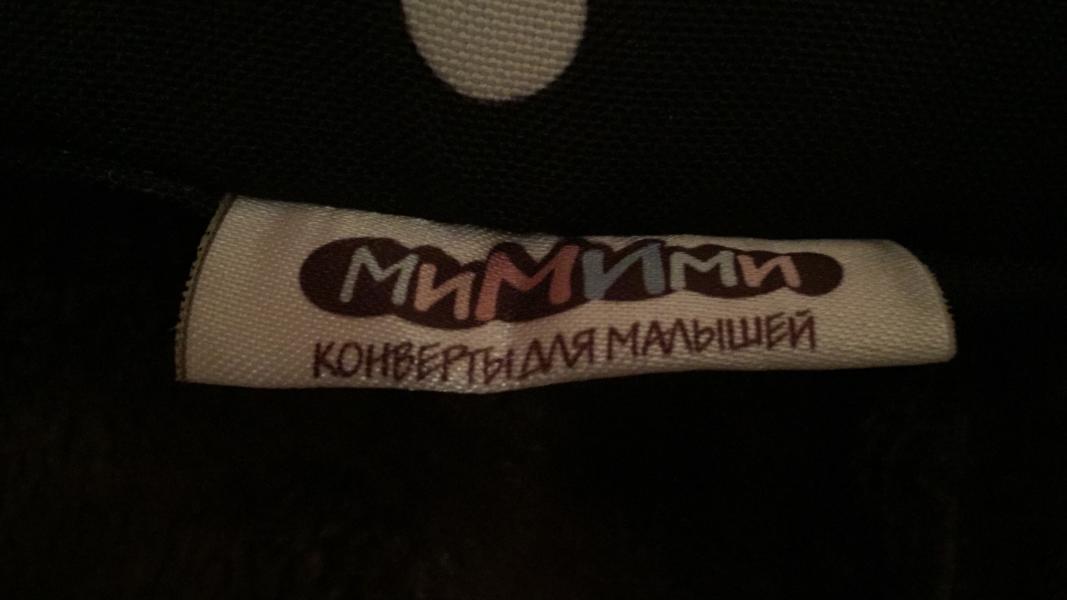 МиМИми
КОНВЕРТЫ ДЛЯ МАЛЫШЕЙ